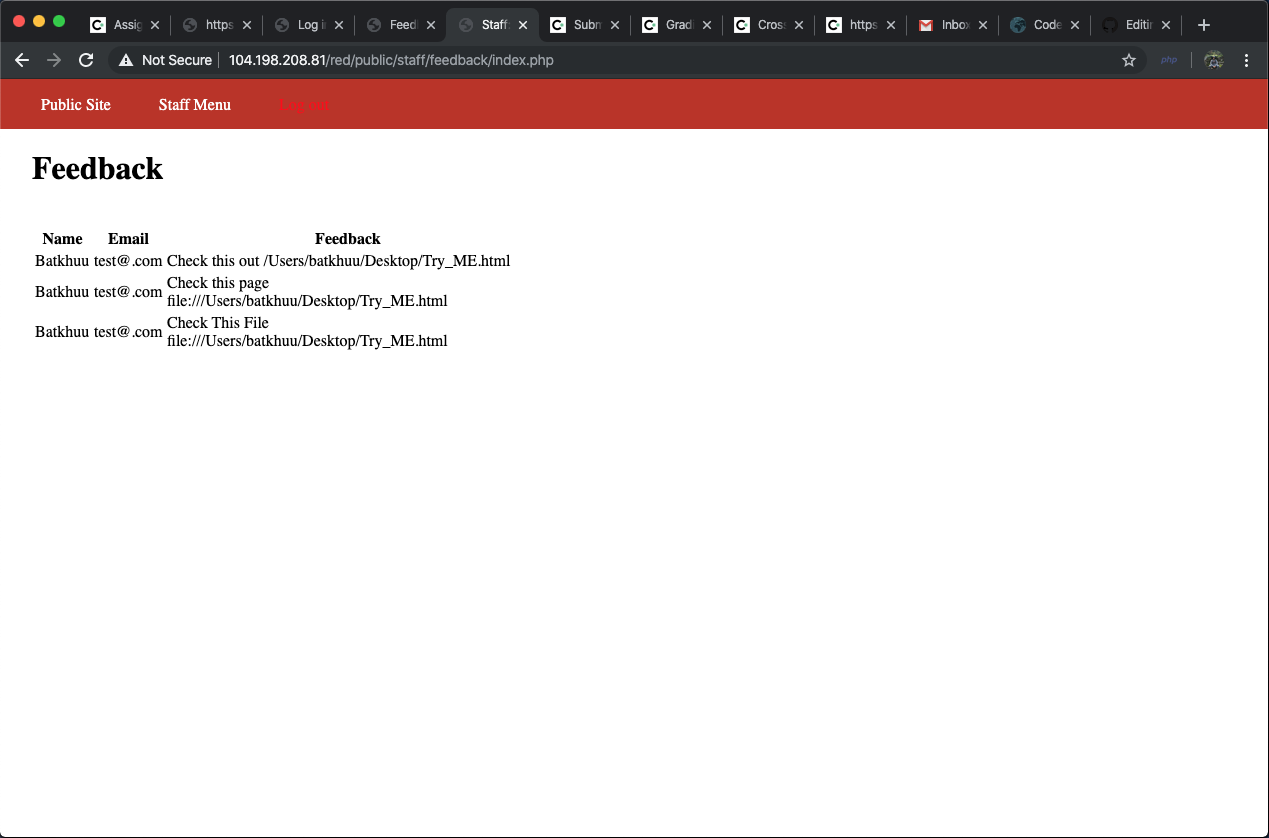 Assig
https
Log i
Feed
Staff:
Subm
Gradi
Cros
https
Inbox
Code
Editin
Not Secure 104.198.208.81/red/public/staff/feedback/index.php
php
Public Site Staff Menu Log out
Feedback
Name Email Feedback
Batkhuu test@.com Check this out /Users/batkhuu/Desktop/Try_ME.html
Batkhuu test@.com Check this page
file:///Users/batkhuu/Desktop/Try_ME.html
Batkhuu test@.com Check This File
file:///Users/batkhuu/Desktop/Try_ME.html